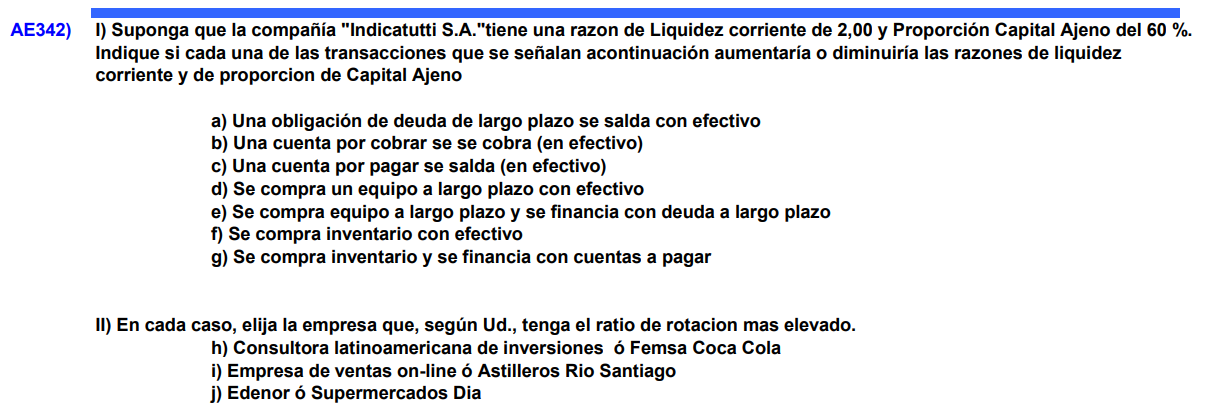 AE342) I) Suponga que la compañía "Indicatutti S.A."tiene una razon de Liquidez corriente de 2,00 y Proporción Capital Ajeno del 60 %.
Indique si cada una de las transacciones que se señalan acontinuación aumentaría o diminuiría las razones de liquidez
corriente y de proporcion de Capital Ajeno
a) Una obligación de deuda de largo plazo se salda con efectivo
b) Una cuenta por cobrar se se cobra (en efectivo)
c) Una cuenta por pagar se salda (en efectivo)
d) Se compra un equipo a largo plazo con efectivo
e) Se compra equipo a largo plazo y se financia con deuda a largo plazo
f) Se compra inventario con efectivo
g) Se compra inventario y se financia con cuentas a pagar
II) En cada caso, elija la empresa que, según Ud., tenga el ratio de rotacion mas elevado.
h) Consultora latinoamericana de inversiones ó Femsa Coca Cola
i) Empresa de ventas on-line ó Astilleros Rio Santiago
j) Edenor ó Supermercados Dia